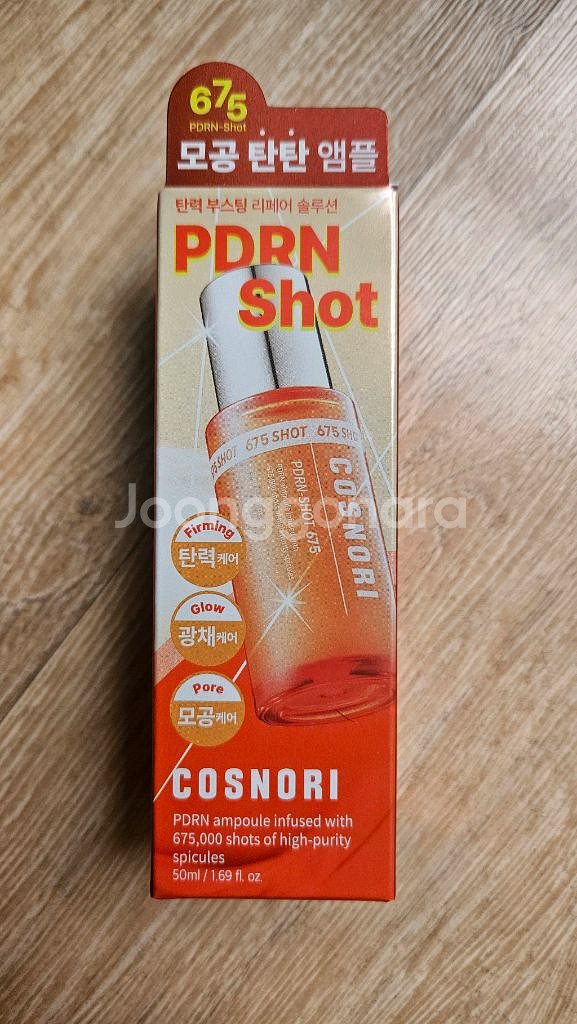 675
PDRN-Shot
모공 탄탄 앰플
탄력 부스팅 리페어 솔루션
PDRN
Shot
675 SHOT 675 SHOT 675 SHO
COSNORI
PDRN-SHOT 675
Firming
탄력케어
Glow
광채케어
Pore
모공케어
Joonggonara
COSNORI
PDRN ampoule infused with
675,000 shots of high-purity
spicules
50ml / 1.69 fl. oz.